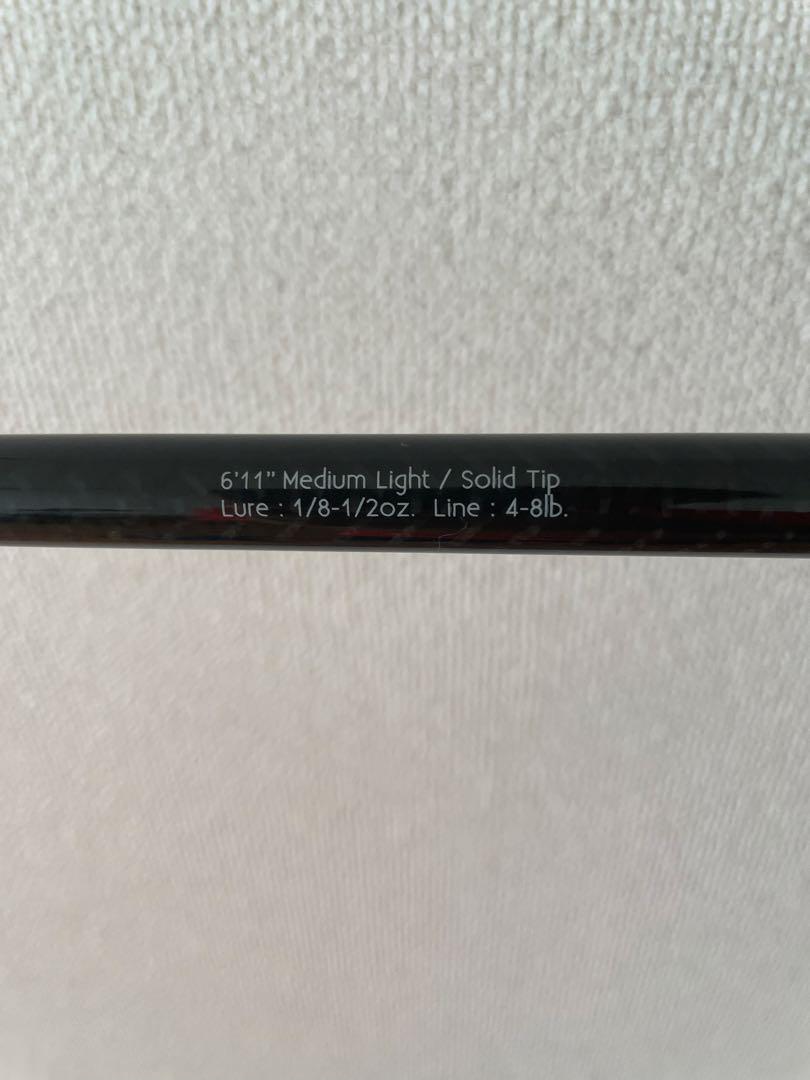 6'11" Medium Light / Solid Tip
Lure : 1/8-1/2oz. Line : 4-8lb.